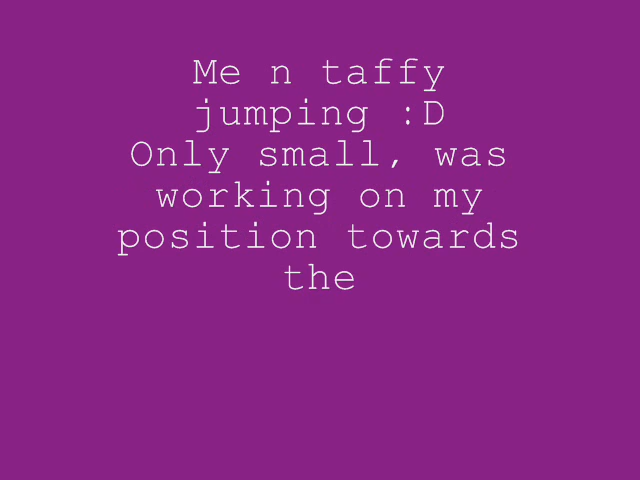 Me n taffy
jumping :D
Only small, was
working on my
position towards
the